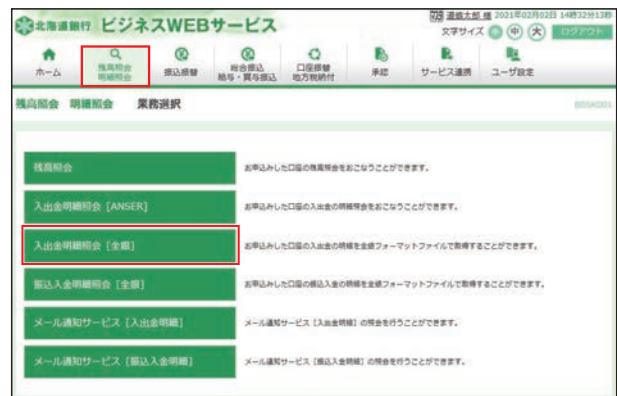 北海道銀行 ビジネスWEBサービス
道銀太郎 様 2021年02月02日 14時32分13秒
文字サイズ 小 中 大 ログアウト
ホーム
残高照会 明細照会
振込振替
総合振込 給与・賞与振込
口座振替 地方税納付
承認
サービス連携
ユーザ設定
残高照会 明細照会 業務選択
残高照会 お申込みした口座の残高照会をおこなうことができます。
入出金明細照会 [ANSER] お申込みした口座の入出金の明細照会をおこなうことができます。
入出金明細照会 [全銀] お申込みした口座の入出金の明細を全銀フォーマットファイルで取得することができます。
振込入金明細照会 [全銀] お申込みした口座の振込入金の明細を全銀フォーマットファイルで取得することができます。
メール通知サービス [入出金明細] メール通知サービス [入出金明細] の照会を行うことができます。
メール通知サービス [振込入金明細] メール通知サービス [振込入金明細] の照会を行うことができます。